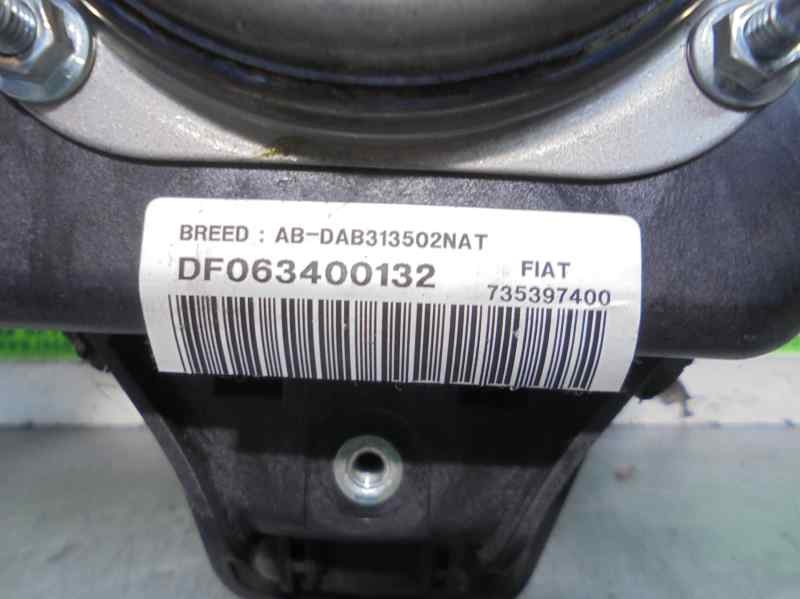 BREED : AB-DAB313502NAT
DF063400132 FIAT
735397400